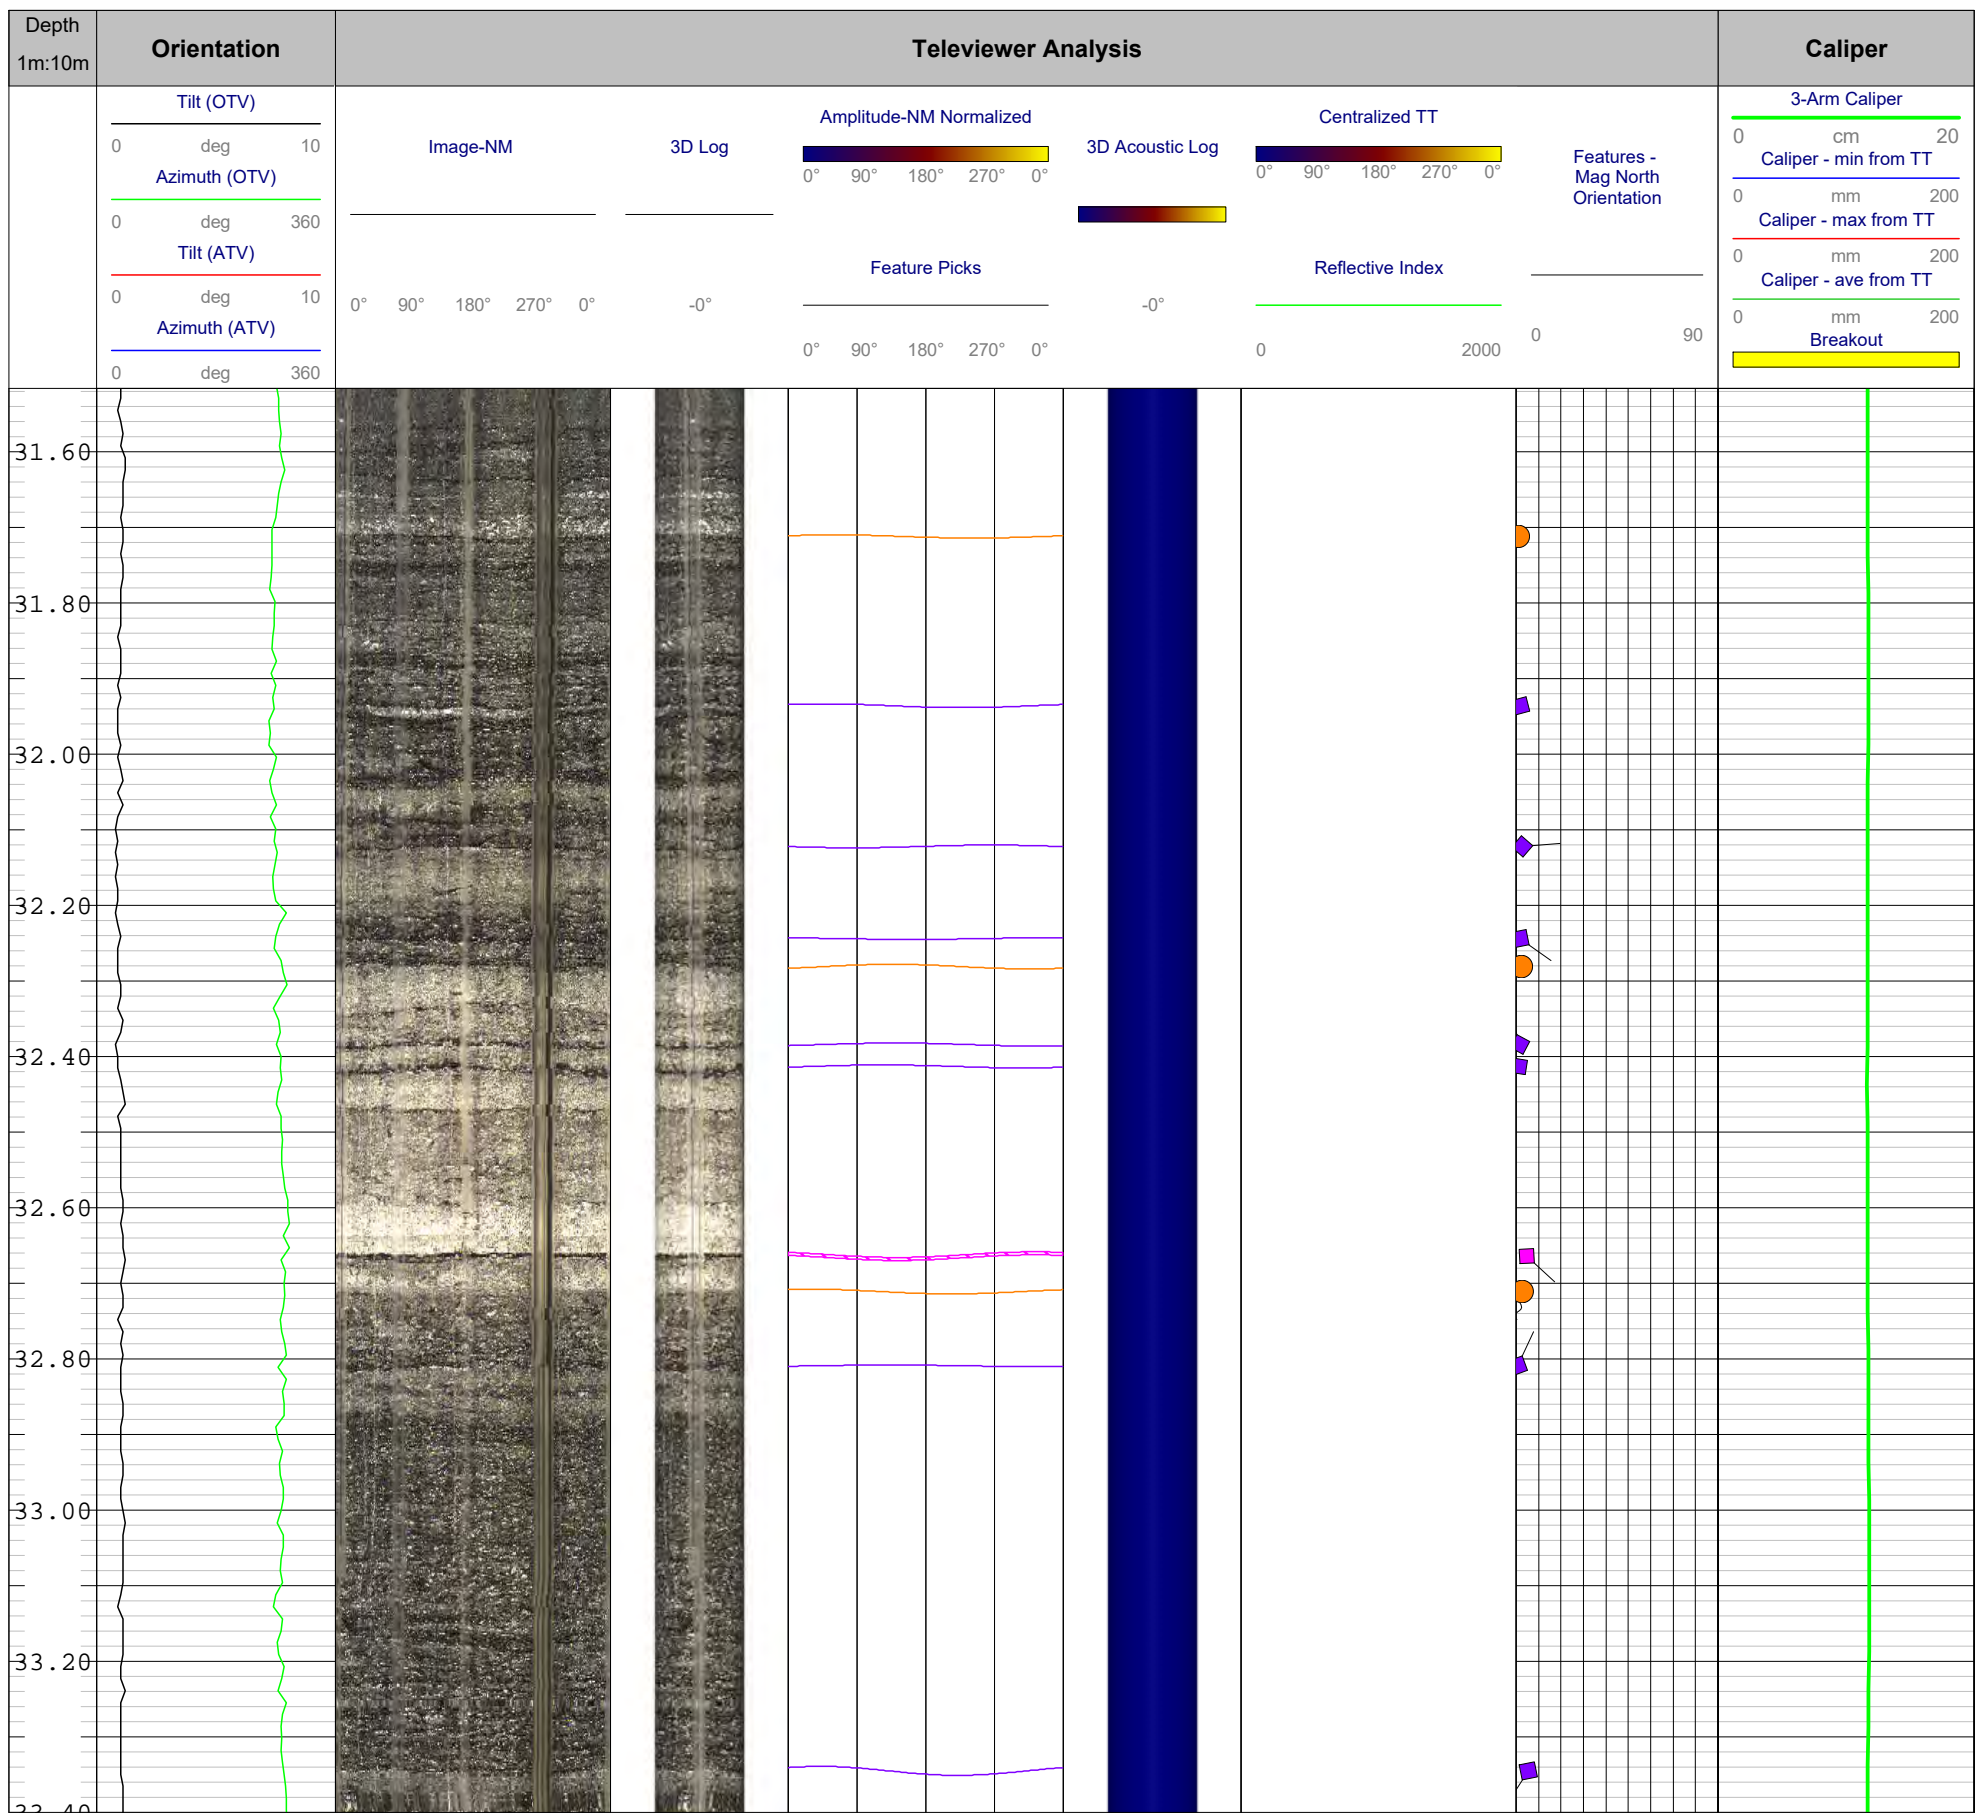 Depth
1m:10m
Orientation
Televiewer Analysis
Caliper
Tilt (OTV)
0 deg 10
Azimuth (OTV)
0 deg 360
Tilt (ATV)
0 deg 10
Azimuth (ATV)
0 deg 360
Image-NM
0° 90° 180° 270° 0°
3D Log
-0°
Amplitude-NM Normalized
0° 90° 180° 270° 0°
Feature Picks
0° 90° 180° 270° 0°
3D Acoustic Log
-0°
Centralized TT
0° 90° 180° 270° 0°
Reflective Index
0 2000
Features -
Mag North
Orientation
0 90
3-Arm Caliper
0 cm 20
Caliper - min from TT
0 mm 200
Caliper - max from TT
0 mm 200
Caliper - ave from TT
0 mm 200
Breakout
31.60
31.80
32.00
32.20
32.40
32.60
32.80
33.00
33.20